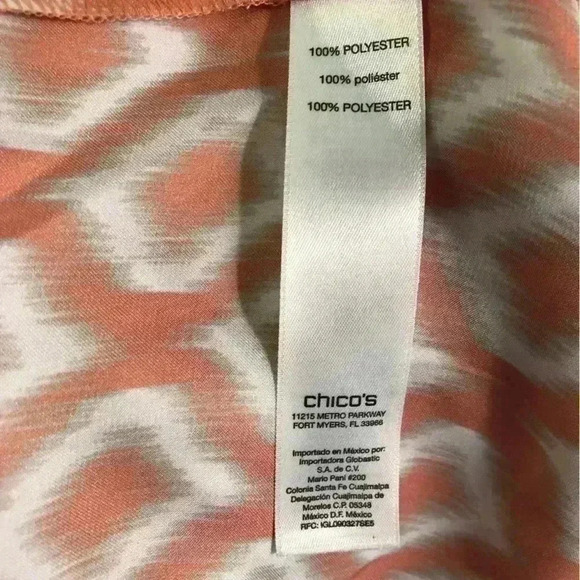 100% POLYESTER
100% poliéster
100% POLYESTER
chico's
11215 METRO PARKWAY
FORT MYERS, FL 33966
Importado en México por:
Importadora Globastic
S.A. de C.V.
Mario Pani #200
Colonia Santa Fe Cuajimalpa
Delegación Cuajimalpa de
Morelos C.P. 05348
México D.F. México
RFC: IGL090327SE5